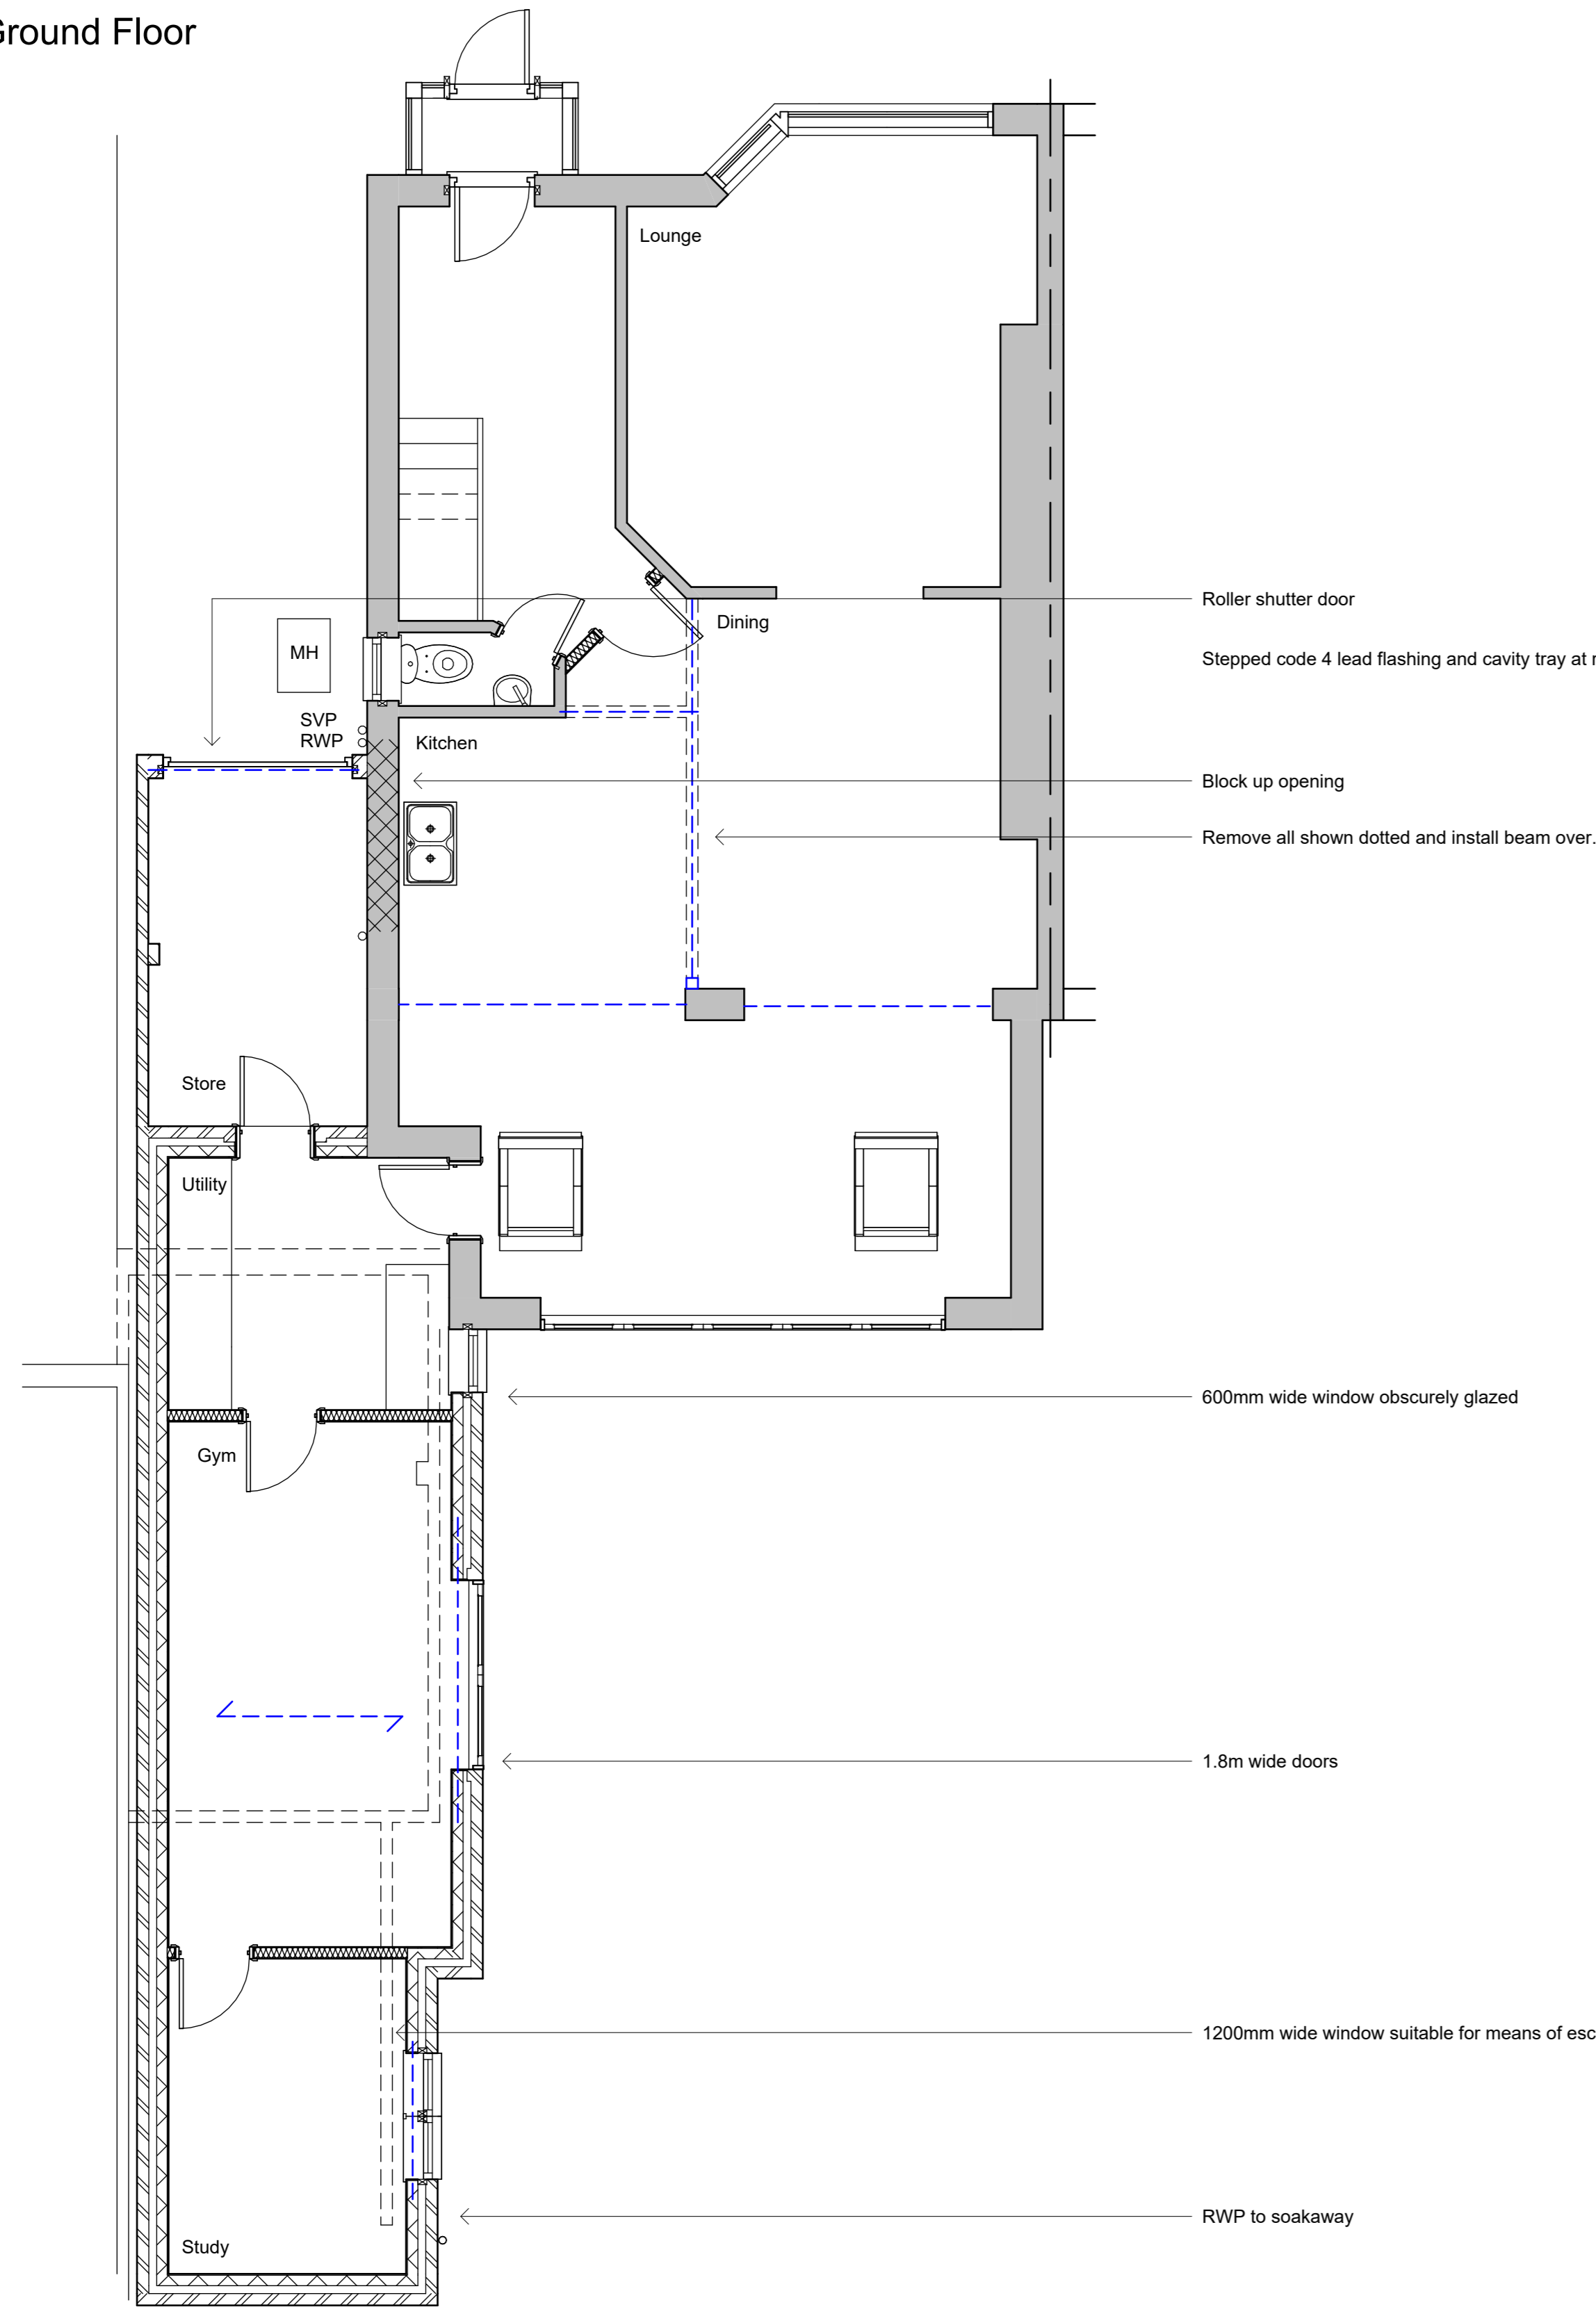 Ground Floor
Lounge
Roller shutter door
Dining
MH
Stepped code 4 lead flashing and cavity tray at
SVP
RWP
Kitchen
Block up opening
Remove all shown dotted and install beam over.
Store
Utility
600mm wide window obscurely glazed
Gym
1.8m wide doors
1200mm wide window suitable for means of
RWP to soakaway
Study